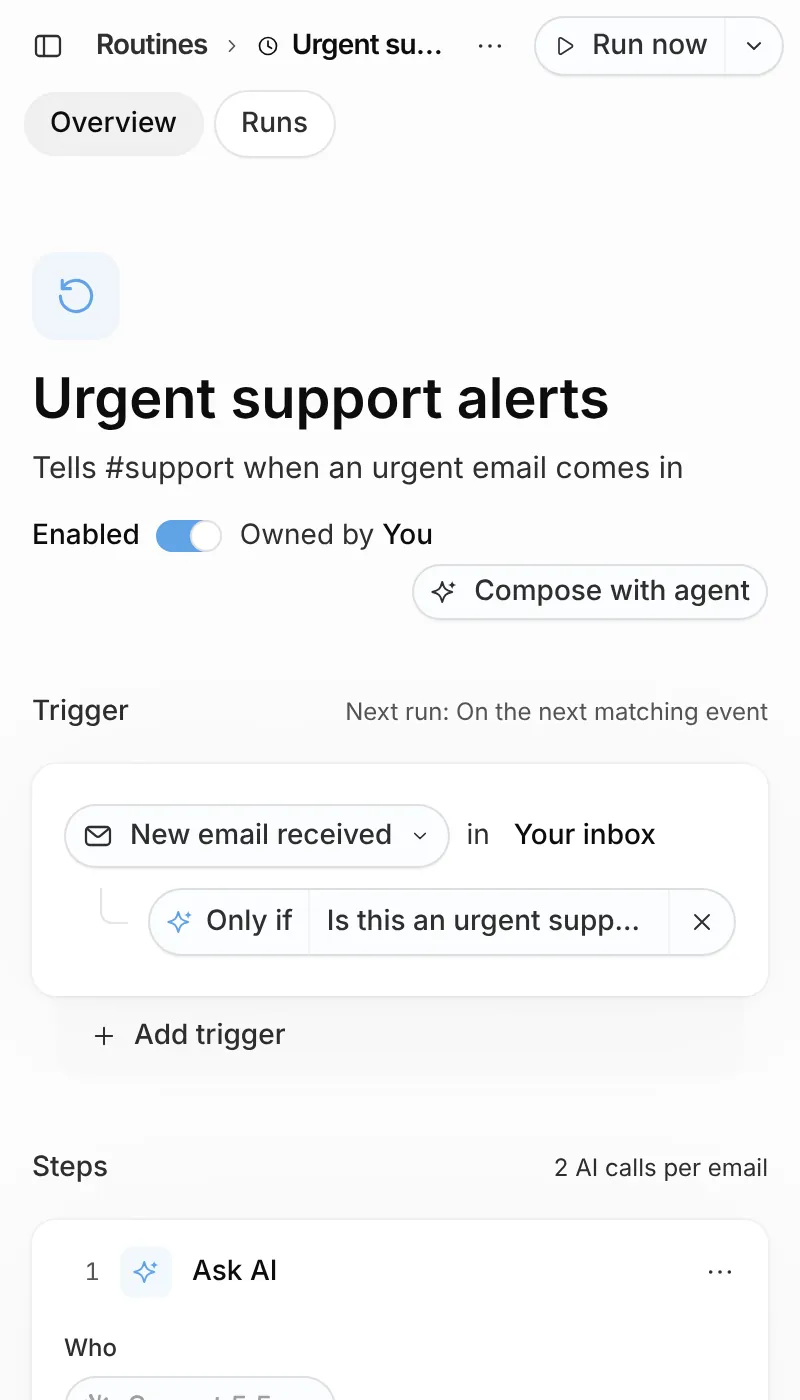 Routines > Urgent su... ... Run now
Overview Runs
Urgent support alerts
Tells #support when an urgent email comes in
Enabled Owned by You
Compose with agent
Trigger Next run: On the next matching event
New email received in Your inbox
Only if Is this an urgent supp...
+ Add trigger
Steps 2 AI calls per email
1 Ask AI ...
Who